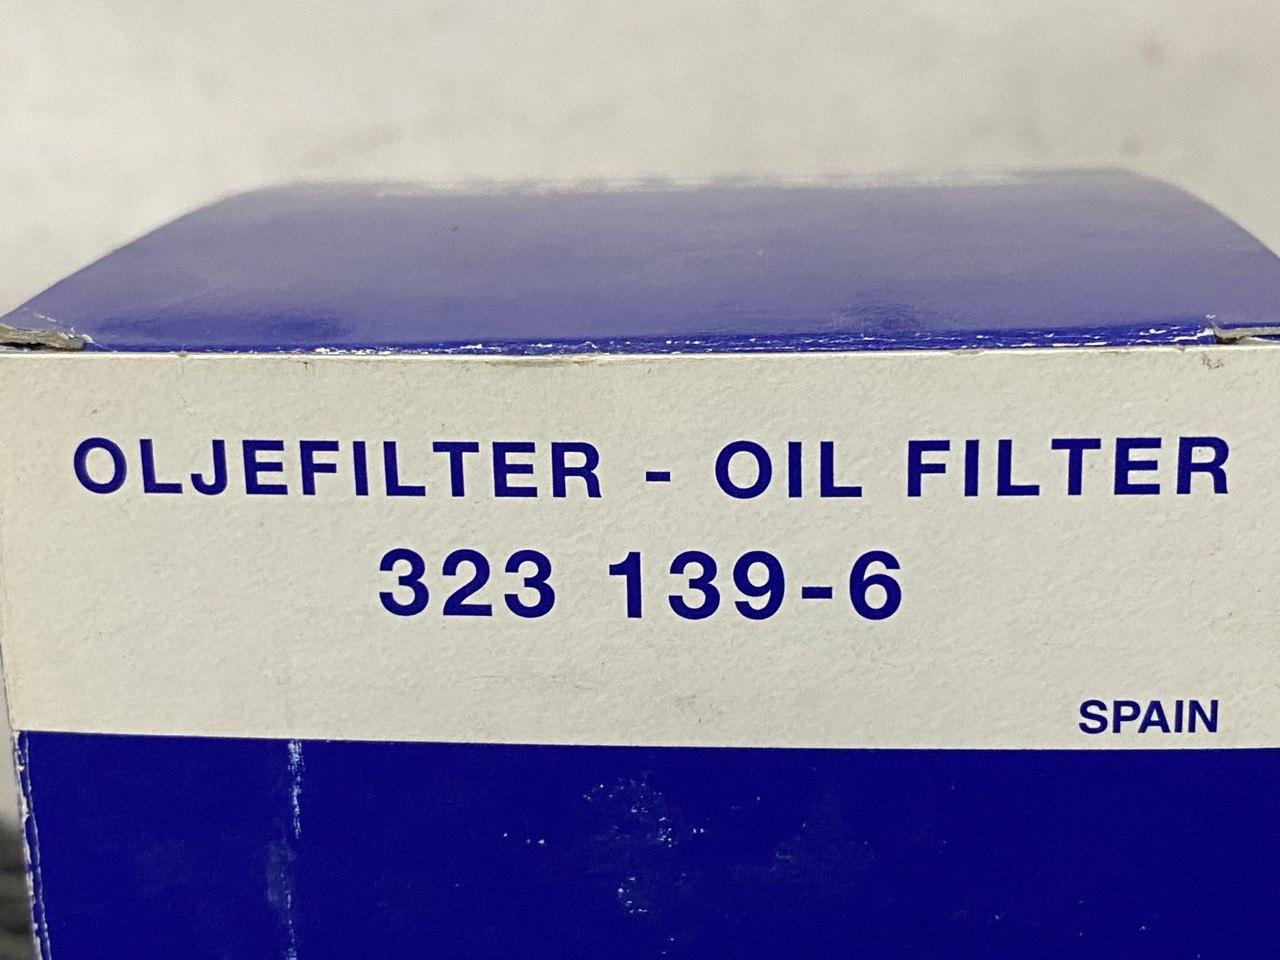 OLJEFILTER - OIL FILTER
323 139-6
SPAIN